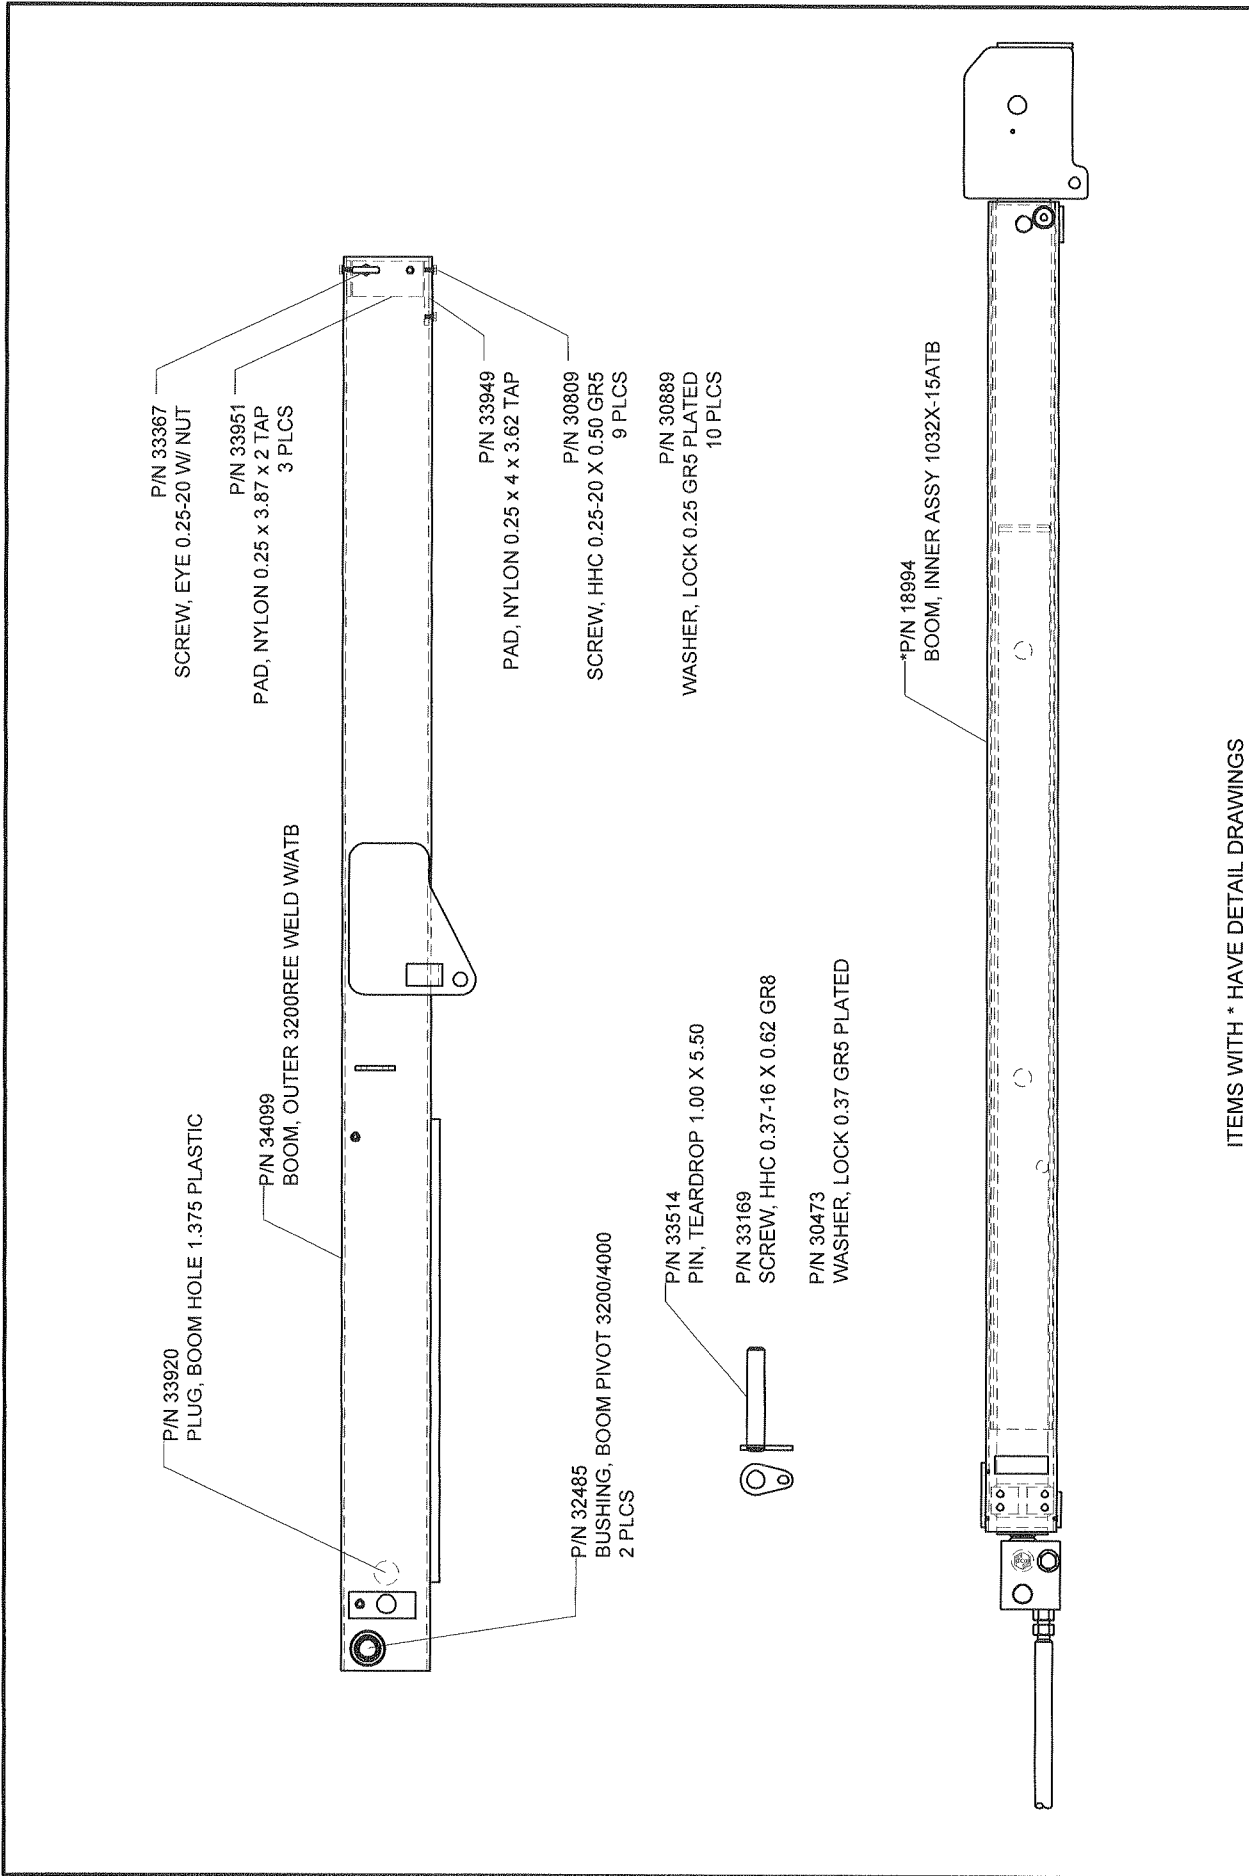 P/N 33920
PLUG, BOOM HOLE 1.375 PLASTIC
P/N 34099
BOOM, OUTER 3200REE WELD W/ATB
P/N 33367
SCREW, EYE 0.25-20 W/ NUT
P/N 33951
PAD, NYLON 0.25 x 3.87 x 2 TAP
3 PLCS
P/N 33949
PAD, NYLON 0.25 x 4 x 3.62 TAP
P/N 30809
SCREW, HHC 0.25-20 X 0.50 GR5
9 PLCS
P/N 30889
WASHER, LOCK 0.25 GR5 PLATED
10 PLCS
P/N 32485
BUSHING, BOOM PIVOT 3200/4000
2 PLCS
P/N 33514
PIN, TEARDROP 1.00 X 5.50
P/N 33169
SCREW, HHC 0.37-16 X 0.62 GR8
P/N 30473
WASHER, LOCK 0.37 GR5 PLATED
*P/N 18994
BOOM, INNER ASSY 1032X-15ATB
ITEMS WITH * HAVE DETAIL DRAWINGS